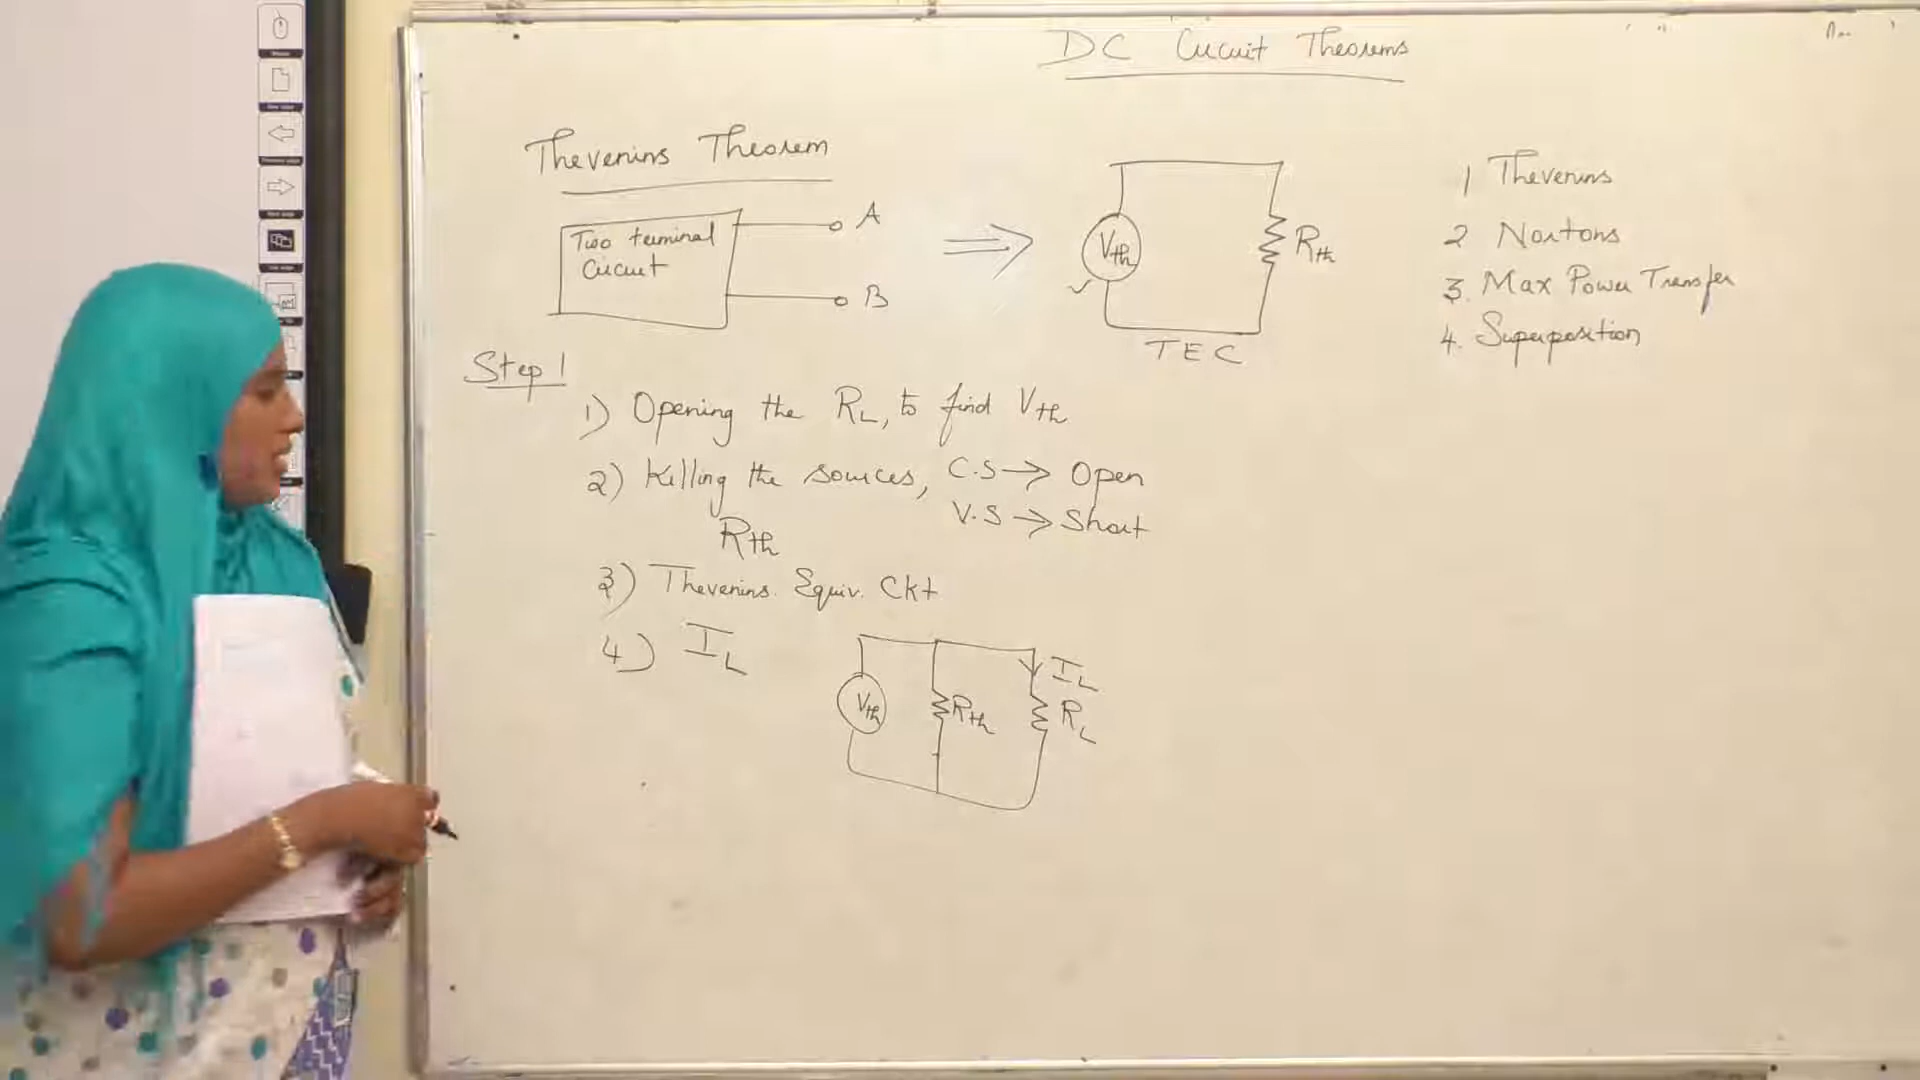 DC Circuit Theorems
Thevenins Theorem
Two terminal
Circuit
A
B
Vth
Rth
TEC
1 Thevenins
2 Nortons
3. Max Power Transfer
4. Superposition
Step 1
1) Opening the RL, to find Vth
2) Killing the sources, C.S → Open
V.S → Short
Rth
3) Thevenins. Equiv. Ckt
4) IL
Vth
Rth
IL
RL